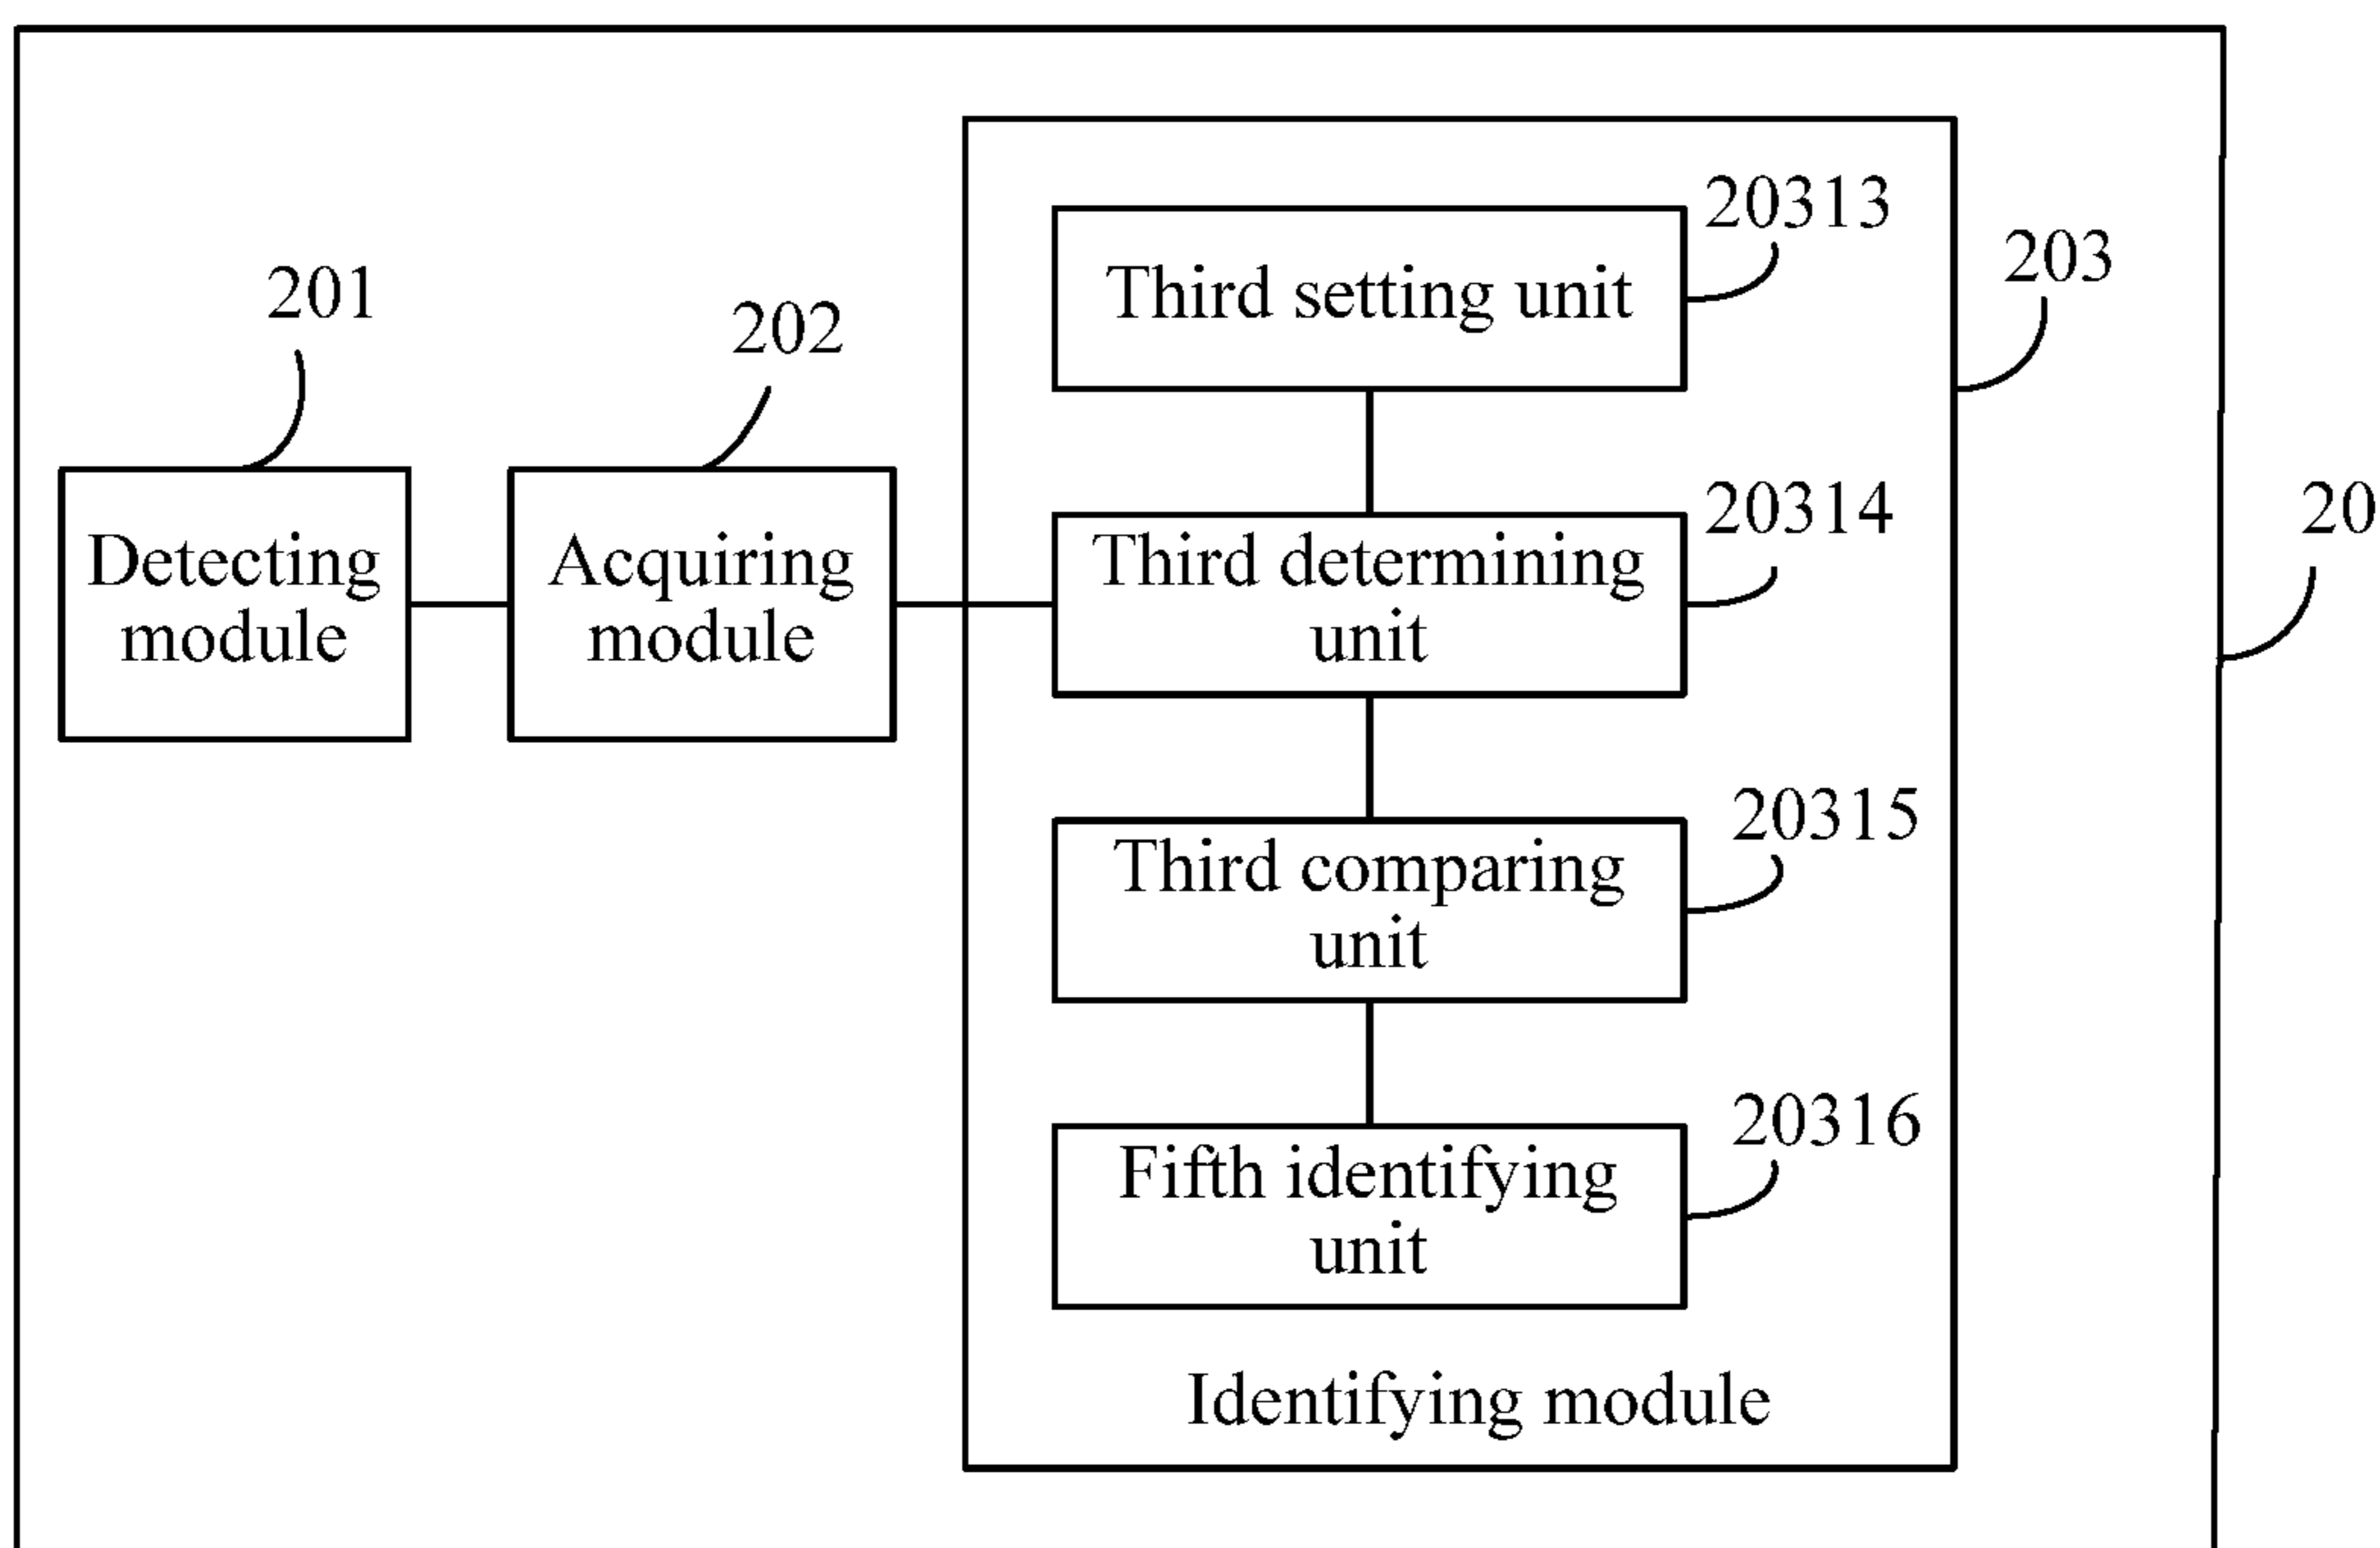 20313
Third setting unit
203
201
202
20314
20
Detecting
module
Acquiring
module
Third determining
unit
20315
Third comparing
unit
20316
Fifth identifying
unit
Identifying module